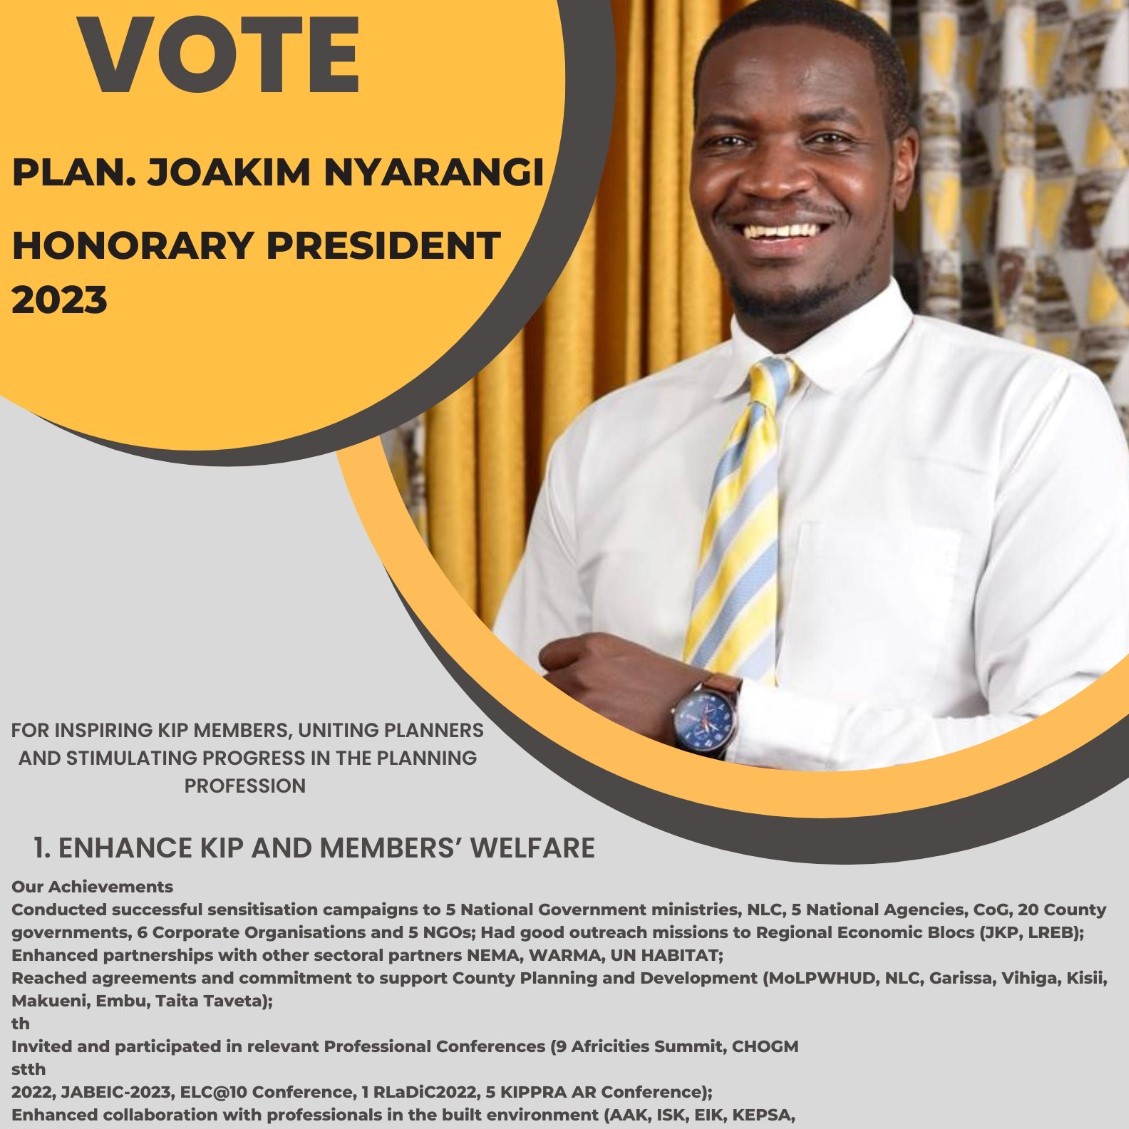 VOTE
PLAN. JOAKIM NYARANGI
HONORARY PRESIDENT
2023
FOR INSPIRING KIP MEMBERS, UNITING PLANNERS
AND STIMULATING PROGRESS IN THE PLANNING
PROFESSION
1. ENHANCE KIP AND MEMBERS’ WELFARE
Our Achievements
Conducted successful sensitisation campaigns to 5 National Government ministries, NLC, 5 National Agencies, CoG, 20 County
governments, 6 Corporate Organisations and 5 NGOs; Had good outreach missions to Regional Economic Blocs (JKP, LREB);
Enhanced partnerships with other sectoral partners NEMA, WARMA, UN HABITAT;
Reached agreements and commitment to support County Planning and Development (MoLPWHUD, NLC, Garissa, Vihiga, Kisii,
Makueni, Embu, Taita Taveta);
th
Invited and participated in relevant Professional Conferences (9 Africities Summit, CHOGM
stth
2022, JABEIC-2023, ELC@10 Conference, 1 RLaDiC2022, 5 KIPPRA AR Conference);
Enhanced collaboration with professionals in the built environment (AAK, ISK, EIK, KEPSA,